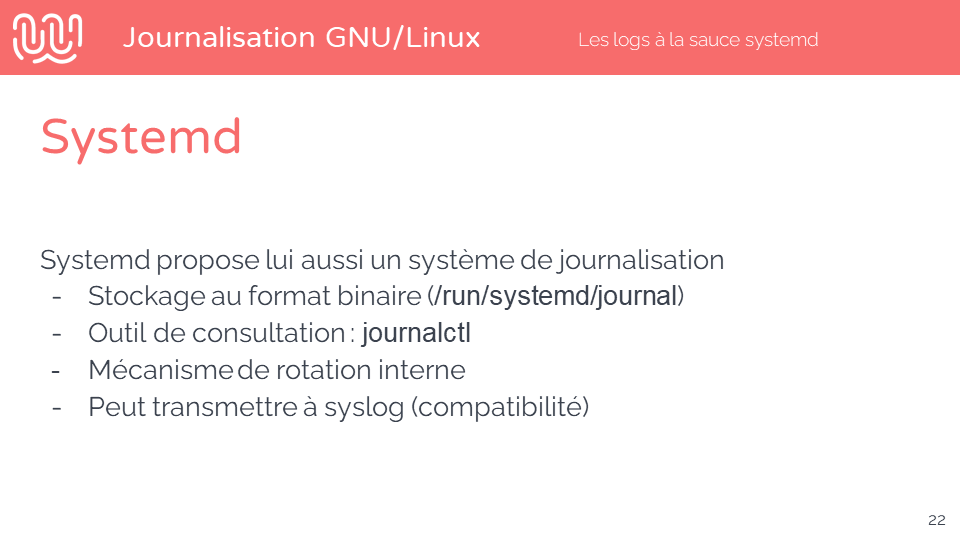 Journalisation GNU/Linux
Les logs à la sauce systemd
Systemd
Systemd propose lui aussi un système de journalisation
- Stockage au format binaire (/run/systemd/journal)
- Outil de consultation : journalctl
- Mécanisme de rotation interne
- Peut transmettre à syslog (compatibilité)
22